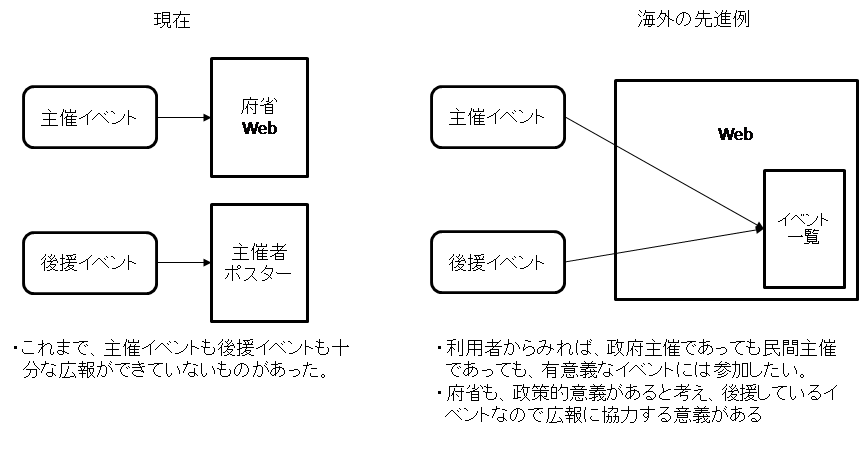 現在
主催イベント
府省
Web
後援イベント
主催者
ポスター
・これまで、主催イベントも後援イベントも十
分な広報ができていないものがあった。
海外の先進例
主催イベント
後援イベント
Web
イベント
一覧
・利用者からみれば、政府主催であっても民間主催
であっても、有意義なイベントには参加したい。
・府省も、政策的意義があると考え、後援しているイ
ベントなので広報に協力する意義がある